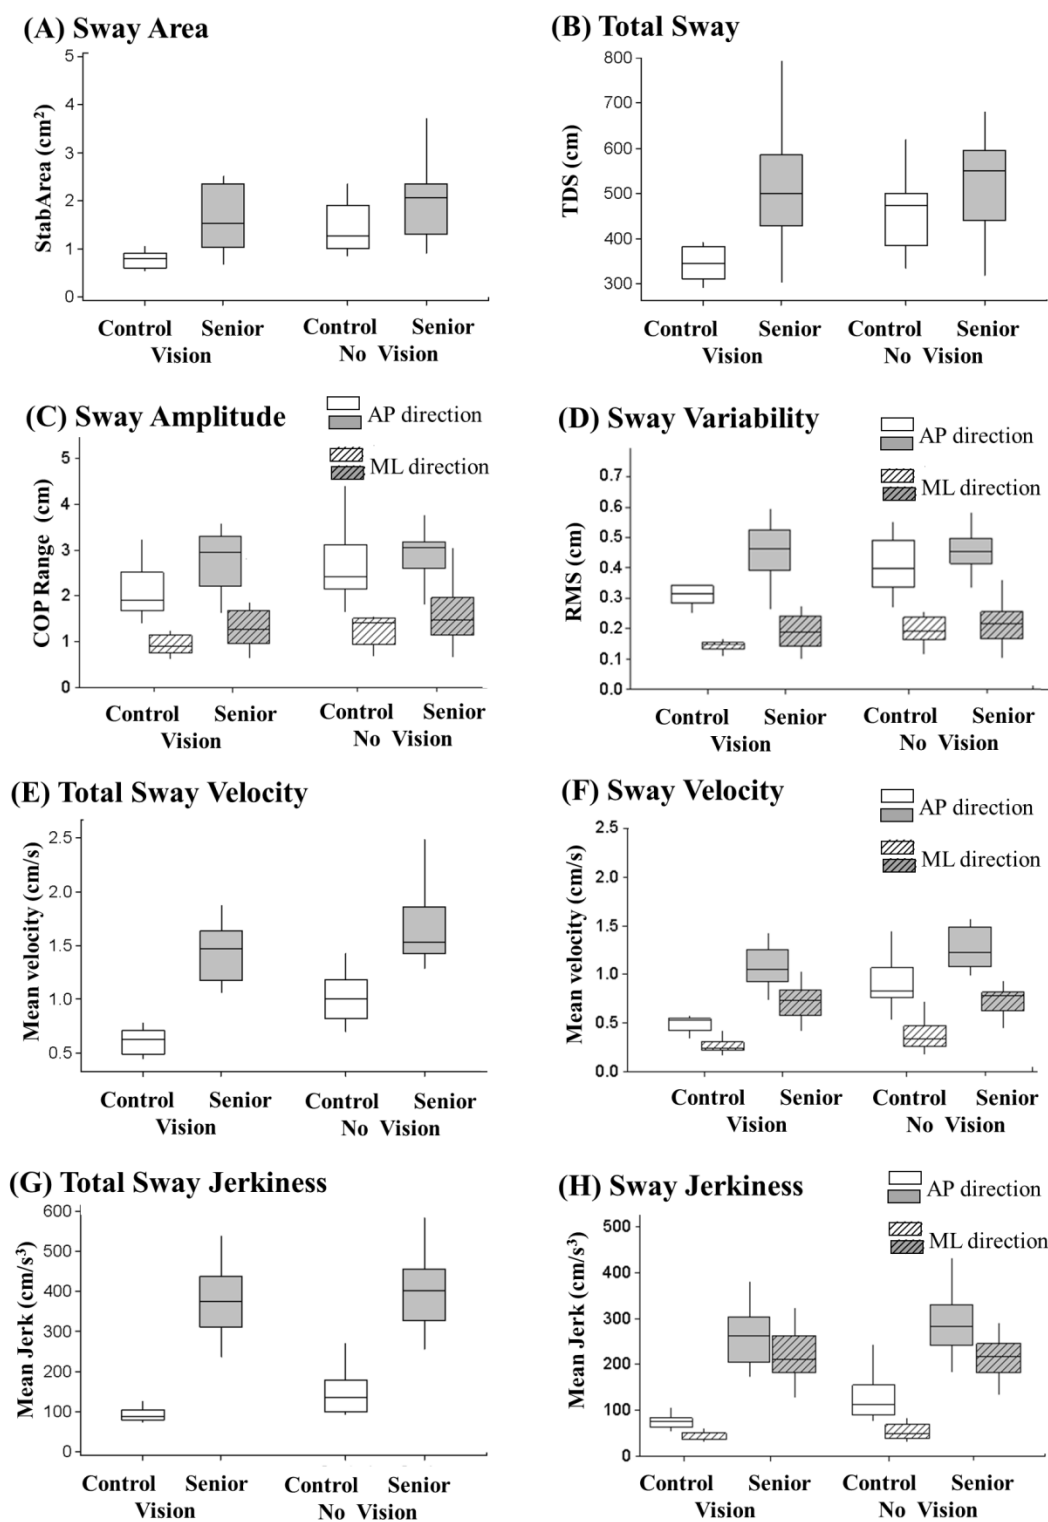 (A) Sway Area
StabArea (cm²)
5
4
3
2
1
0
Control Senior Control Senior
Vision No Vision
(B) Total Sway
TDS (cm)
800
700
600
500
400
300
Control Senior Control Senior
Vision No Vision
(C) Sway Amplitude
AP direction
ML direction
COP Range (cm)
5
4
3
2
1
0
Control Senior Control Senior
Vision No Vision
(D) Sway Variability
AP direction
ML direction
RMS (cm)
0.7
0.6
0.5
0.4
0.3
0.2
0.1
0.0
Control Senior Control Senior
Vision No Vision
(E) Total Sway Velocity
Mean velocity (cm/s)
2.5
2.0
1.5
1.0
0.5
Control Senior Control Senior
Vision No Vision
(F) Sway Velocity
AP direction
ML direction
Mean velocity (cm/s)
2.5
2.0
1.5
1.0
0.5
0.0
Control Senior Control Senior
Vision No Vision
(G) Total Sway Jerkiness
Mean Jerk (cm/s³)
600
500
400
300
200
100
0
Control Senior Control Senior
Vision No Vision
(H) Sway Jerkiness
AP direction
ML direction
Mean Jerk (cm/s³)
500
400
300
200
100
0
Control Senior Control Senior
Vision No Vision